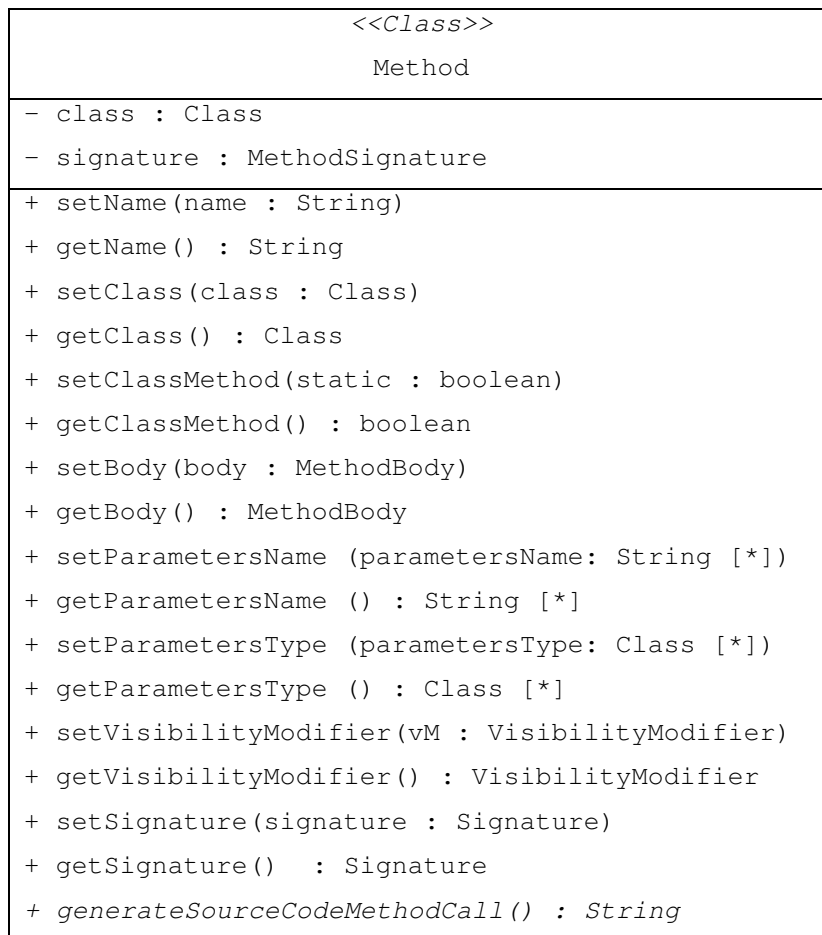 <<Class>>
Method
- class : Class
- signature : MethodSignature
+ setName(name : String)
+ getName() : String
+ setClass(class : Class)
+ getClass() : Class
+ setClassMethod(static : boolean)
+ getClassMethod() : boolean
+ setBody(body : MethodBody)
+ getBody() : MethodBody
+ setParametersName (parametersName: String [*])
+ getParametersName () : String [*]
+ setParametersType (parametersType: Class [*])
+ getParametersType () : Class [*]
+ setVisibilityModifier(vM : VisibilityModifier)
+ getVisibilityModifier() : VisibilityModifier
+ setSignature(signature : Signature)
+ getSignature()  : Signature
+ generateSourceCodeMethodCall() : String